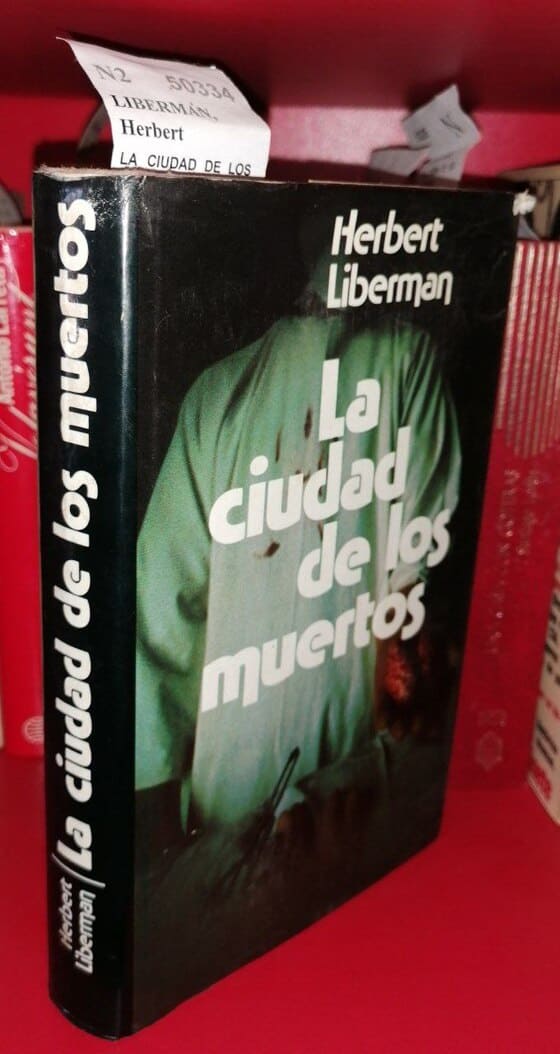 N2 50334
LIBERMÁN,
Herbert
LA CIUDAD DE LOS
Herbert
Liberman
La
ciudad
de los
muertos
Herbert
Liberman
La ciudad de los muertos